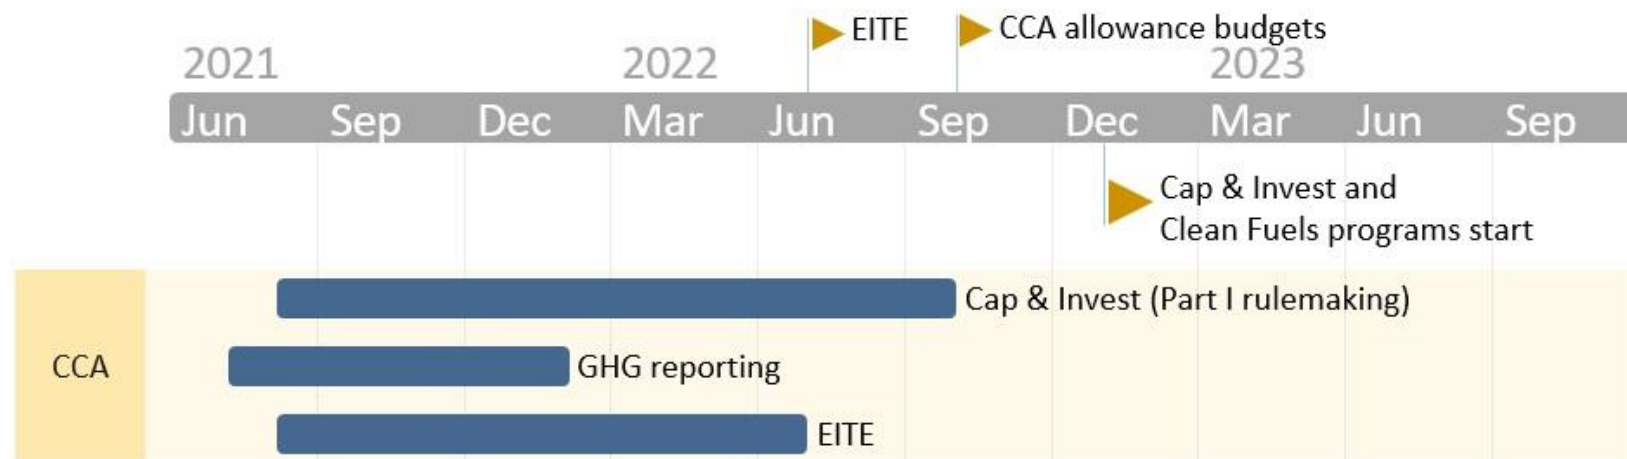 EITE
CCA allowance budgets
2021
2022
2023
Jun Sep Dec Mar Jun Sep Dec Mar Jun Sep
Cap & Invest and
Clean Fuels programs start
CCA
Cap & Invest (Part I rulemaking)
GHG reporting
EITE